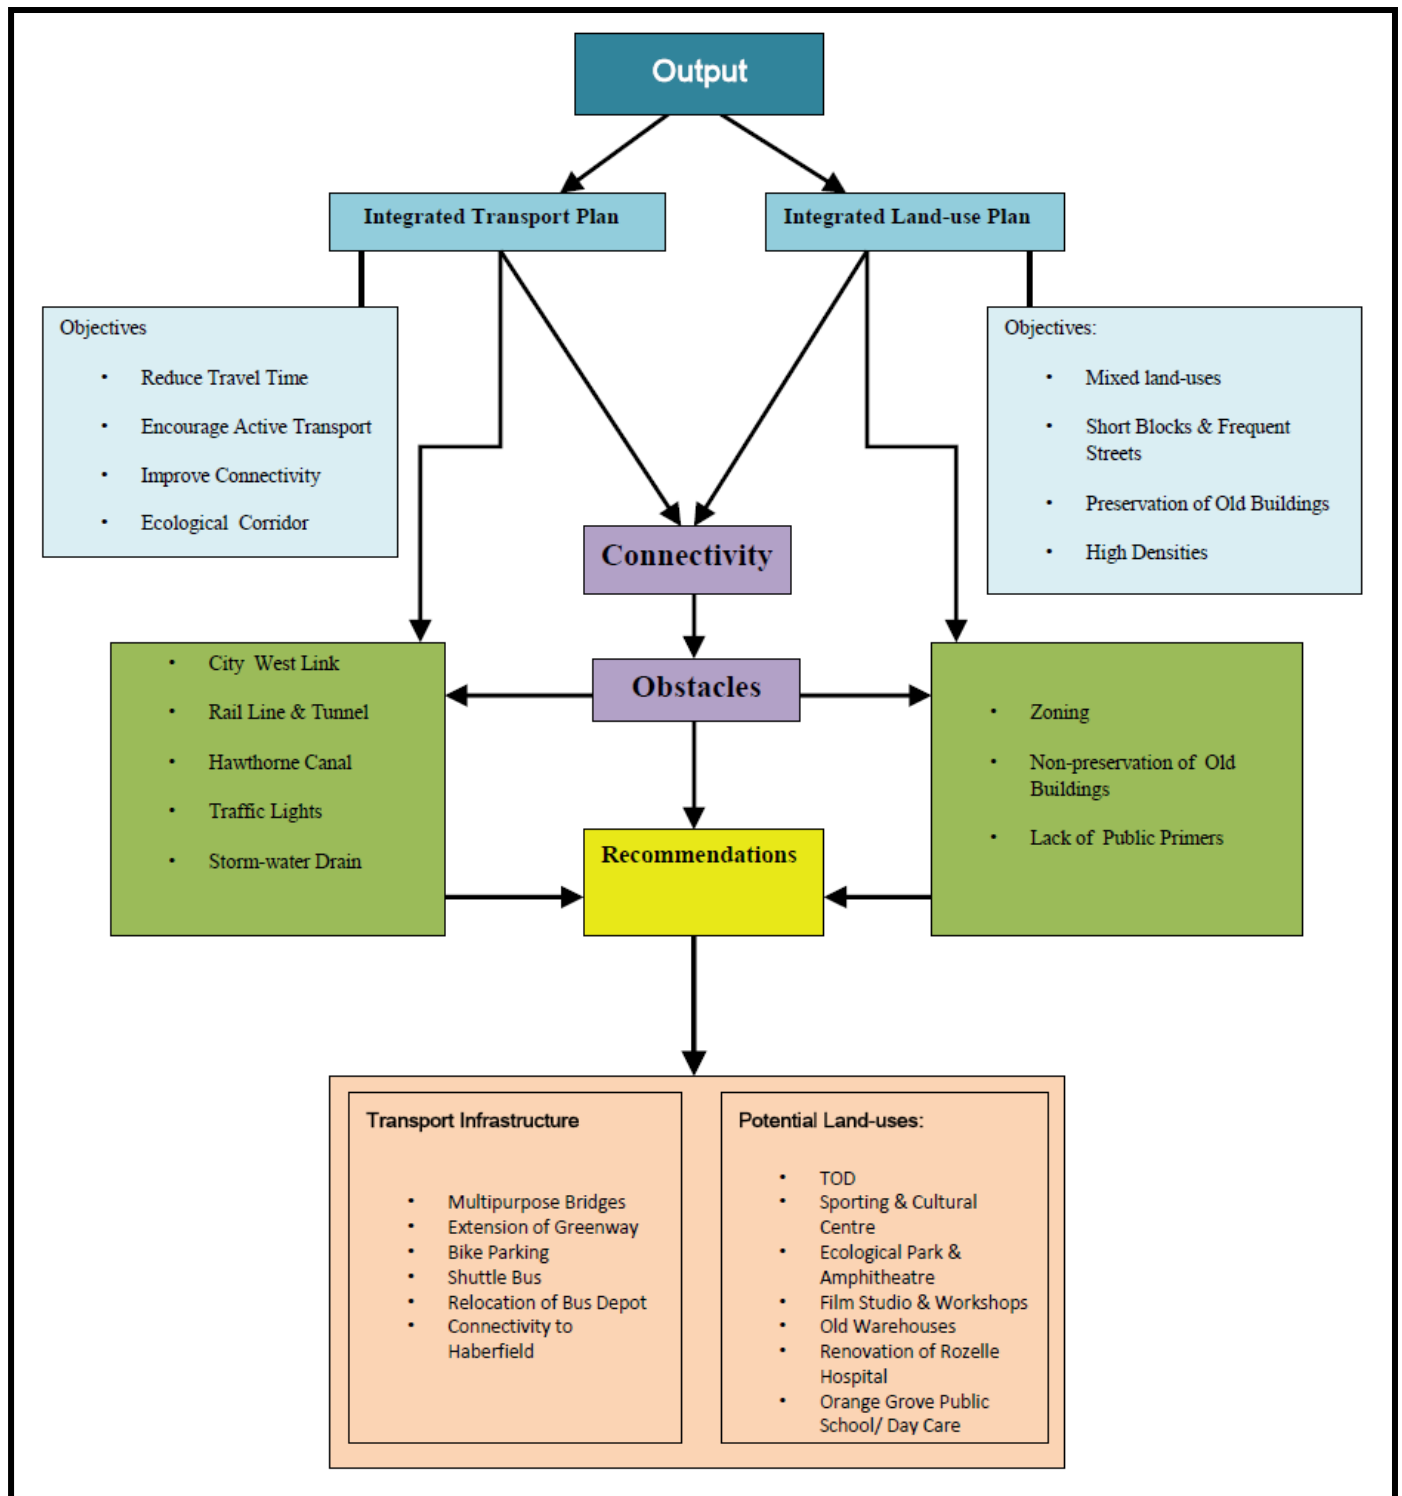 Output
Integrated Transport Plan
Integrated Land-use Plan
Objectives
• Reduce Travel Time
• Encourage Active Transport
• Improve Connectivity
• Ecological Corridor
Objectives:
• Mixed land-uses
• Short Blocks & Frequent
Streets
• Preservation of Old Buildings
• High Densities
Connectivity
Obstacles
• City West Link
• Rail Line & Tunnel
• Hawthorne Canal
• Traffic Lights
• Storm-water Drain
• Zoning
• Non-preservation of Old
Buildings
• Lack of Public Primers
Recommendations
Transport Infrastructure
• Multipurpose Bridges
• Extension of Greenway
• Bike Parking
• Shuttle Bus
• Relocation of Bus Depot
• Connectivity to
Haberfield
Potential Land-uses:
• TOD
• Sporting & Cultural
Centre
• Ecological Park &
Amphitheatre
• Film Studio & Workshops
• Old Warehouses
• Renovation of Rozelle
Hospital
• Orange Grove Public
School/ Day Care